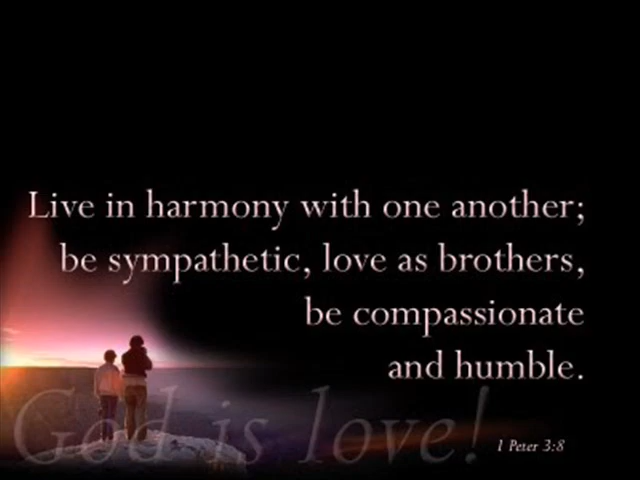 Live in harmony with one another;
be sympathetic, love as brothers,
be compassionate
and humble.
God is love!
1 Peter 3:8